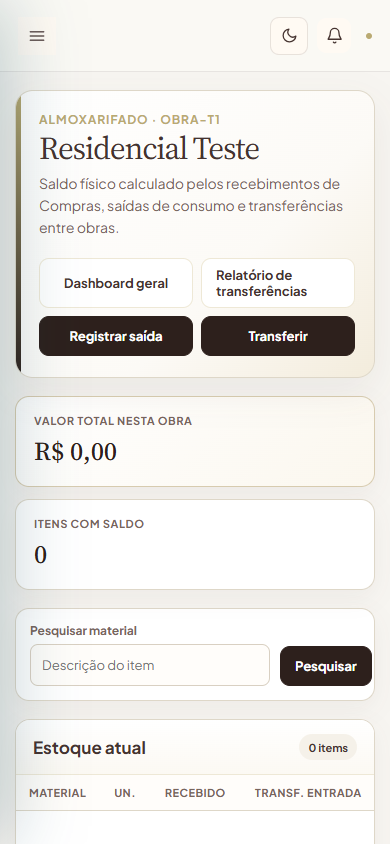 ALMOXARIFADO · OBRA-T1
Residencial Teste
Saldo físico calculado pelos recebimentos de
Compras, saídas de consumo e transferências
entre obras.
Dashboard geral
Relatório de
transferências
Registrar saída
Transferir
VALOR TOTAL NESTA OBRA
R$ 0,00
ITENS COM SALDO
0
Pesquisar material
Descrição do item
Pesquisar
Estoque atual
0 items
MATERIAL UN. RECEBIDO TRANSF. ENTRADA